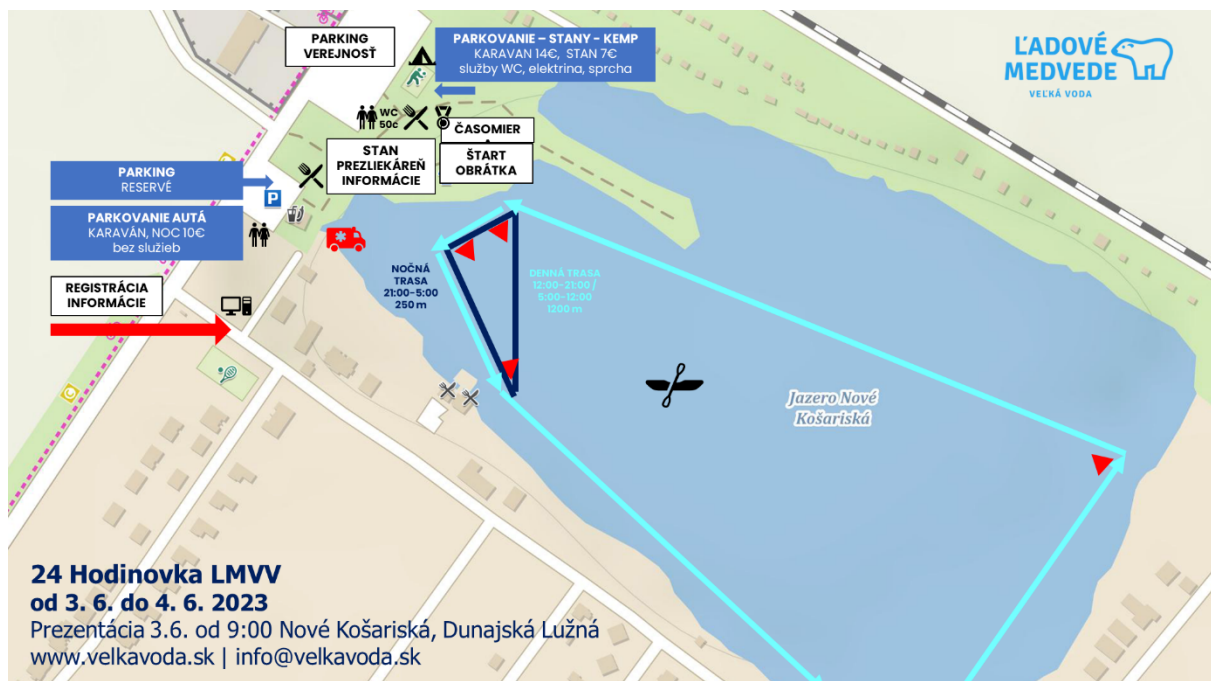 PARKING
VEREJNOSŤ
PARKOVANIE – STANY - KEMP
KARAVAN 14€, STAN 7€
služby WC, elektrina, sprcha
ĽADOVÉ
MEDVEDE
VEĽKÁ VODA
WC
50c
ČASOMIER
STAN
PREZLIEKÁREŇ
INFORMÁCIE
ŠTART
OBRÁTKA
PARKING
RESERVÉ
P
PARKOVANIE AUTÁ
KARAVÁN, NOC 10€
bez služieb
NOČNÁ
TRASA
21:00-5:00
250 m
DENNÁ TRASA
12:00-21:00 /
5:00-12:00
1200 m
REGISTRÁCIA
INFORMÁCIE
Jazero Nové
Košariská
C
C
24 Hodinovka LMVV
od 3. 6. do 4. 6. 2023
Prezentácia 3.6. od 9:00 Nové Košariská, Dunajská Lužná
www.velkavoda.sk | info@velkavoda.sk